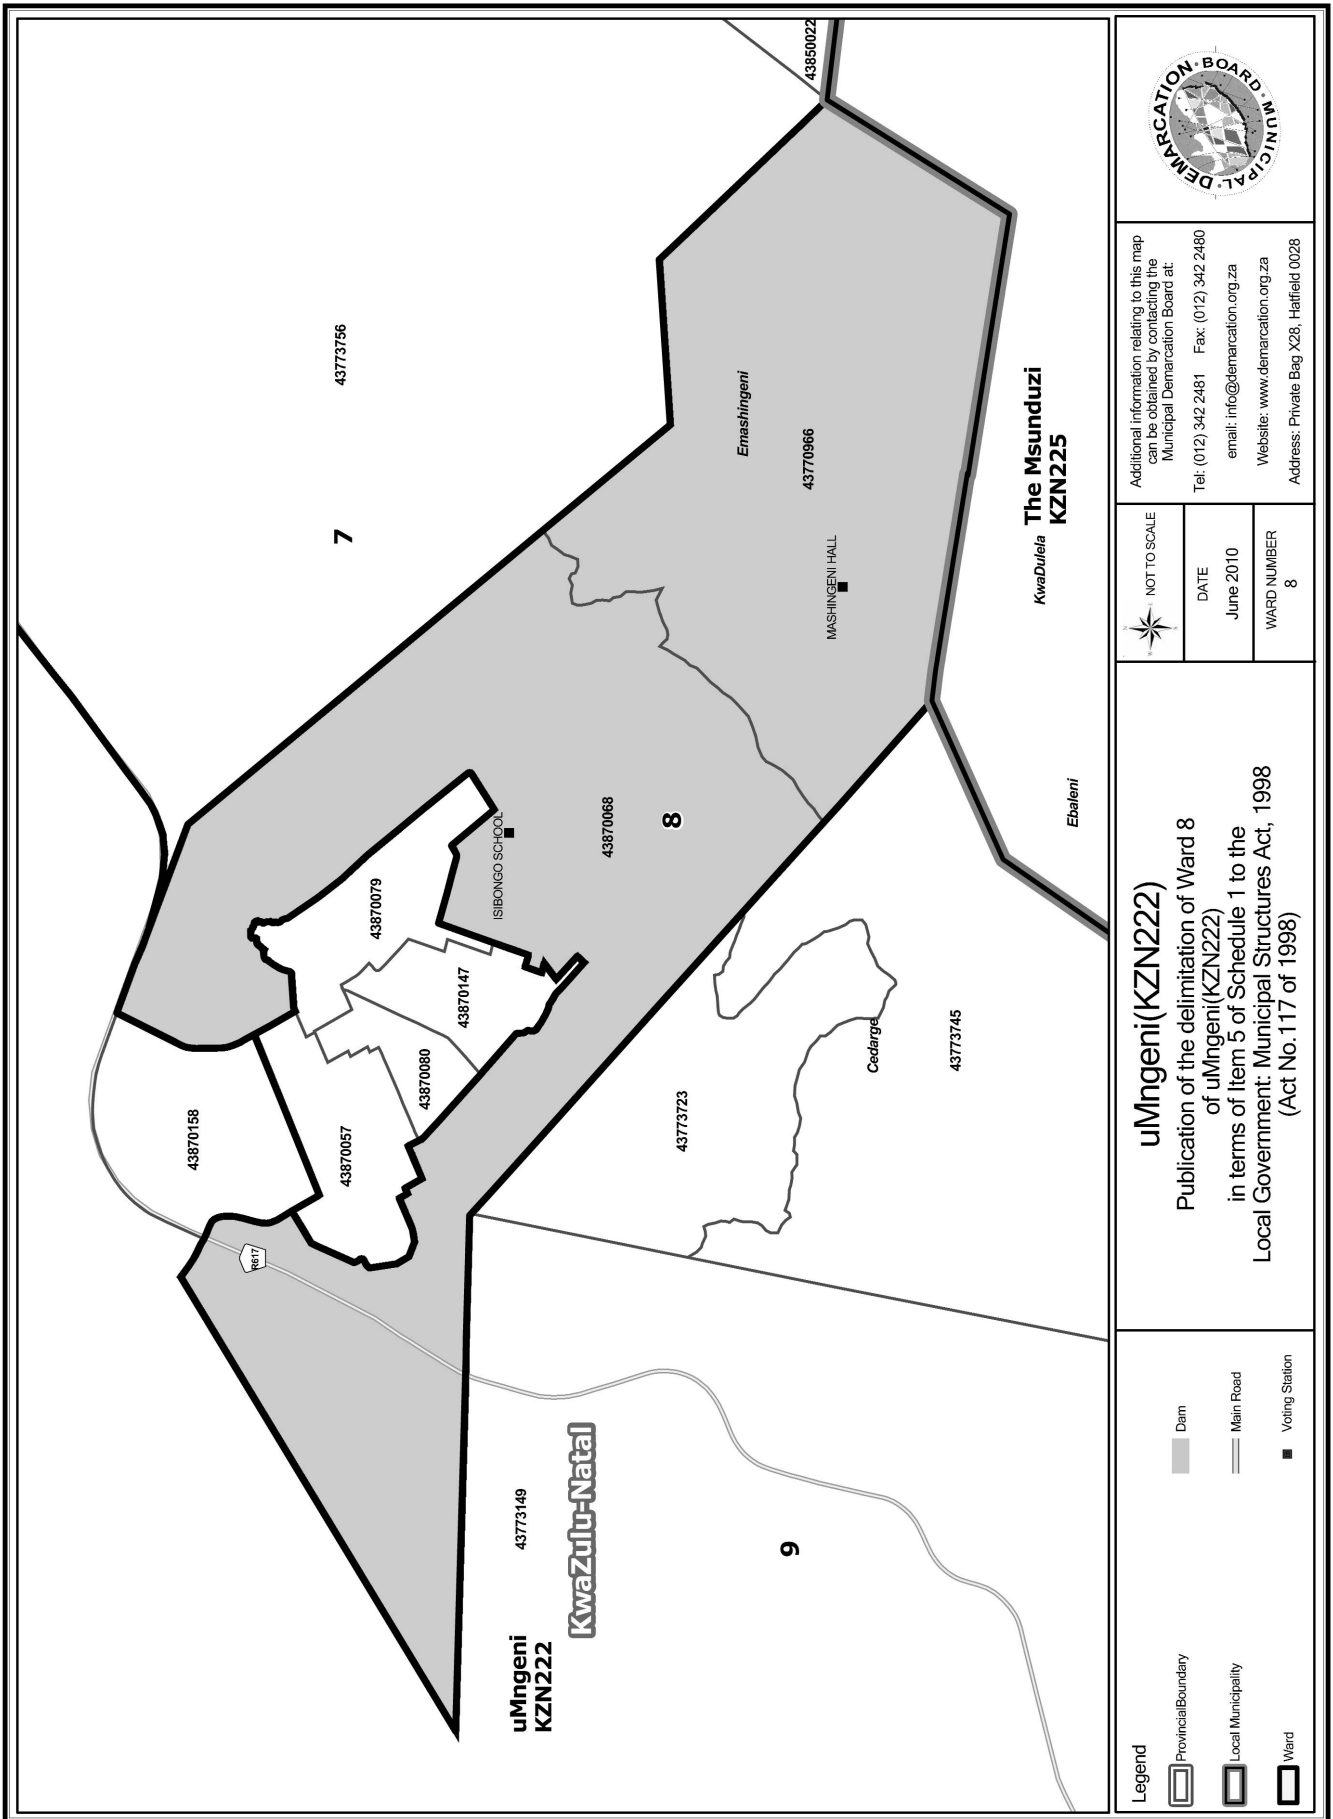 43850022
43773756
7
Emashingeni
43770966
The Msunduzi
KZN225
KwaDulela
MASHINGENI HALL
ISIBONGO SCHOOL
43870068
8
Ebaleni
43870079
43870147
43870080
43870057
43870158
Cedarge
43773745
43773723
R617
43773149
KwaZulu-Natal
9
uMngeni
KZN222
Legend
ProvincialBoundary
Local Municipality
Ward
Dam
Main Road
Voting Station
uMngeni(KZN222)
Publication of the delimitation of Ward 8
of uMngeni(KZN222)
in terms of Item 5 of Schedule 1 to the
Local Government: Municipal Structures Act, 1998
(Act No.117 of 1998)
NOT TO SCALE
DATE
June 2010
WARD NUMBER
8
Additional information relating to this map
can be obtained by contacting the
Municipal Demarcation Board at:
Tel: (012) 342 2481 Fax: (012) 342 2480
email: info@demarcation.org.za
Website: www.demarcation.org.za
Address: Private Bag X28, Hatfield 0028
MUNICIPAL · DEMARCATION · BOARD